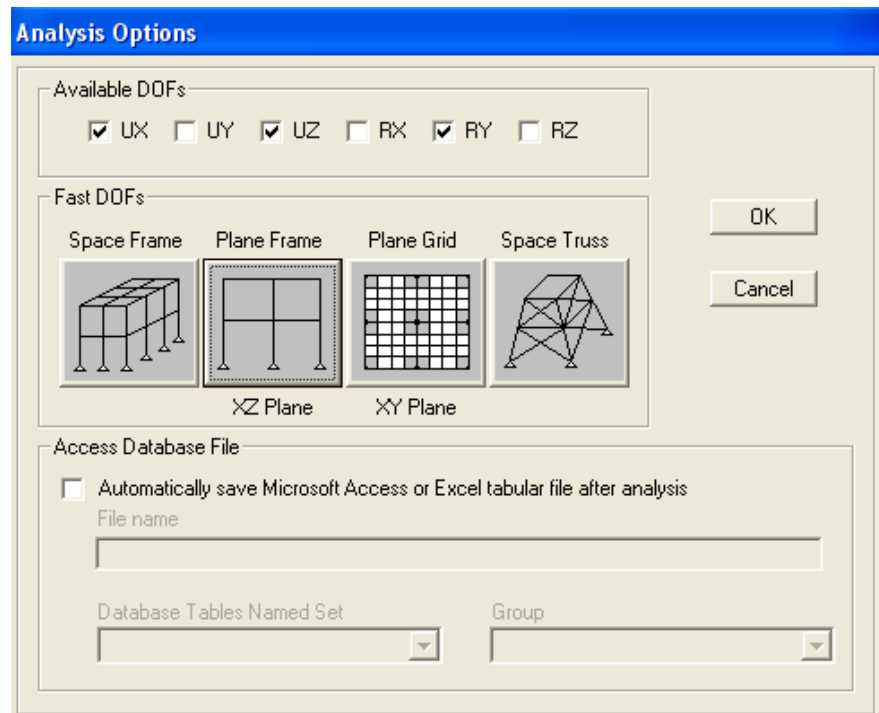 Analysis Options
Available DOFs
UX UY UZ RX RY RZ
Fast DOFs
Space Frame Plane Frame Plane Grid Space Truss
XZ Plane XY Plane
OK
Cancel
Access Database File
Automatically save Microsoft Access or Excel tabular file after analysis
File name
Database Tables Named Set Group